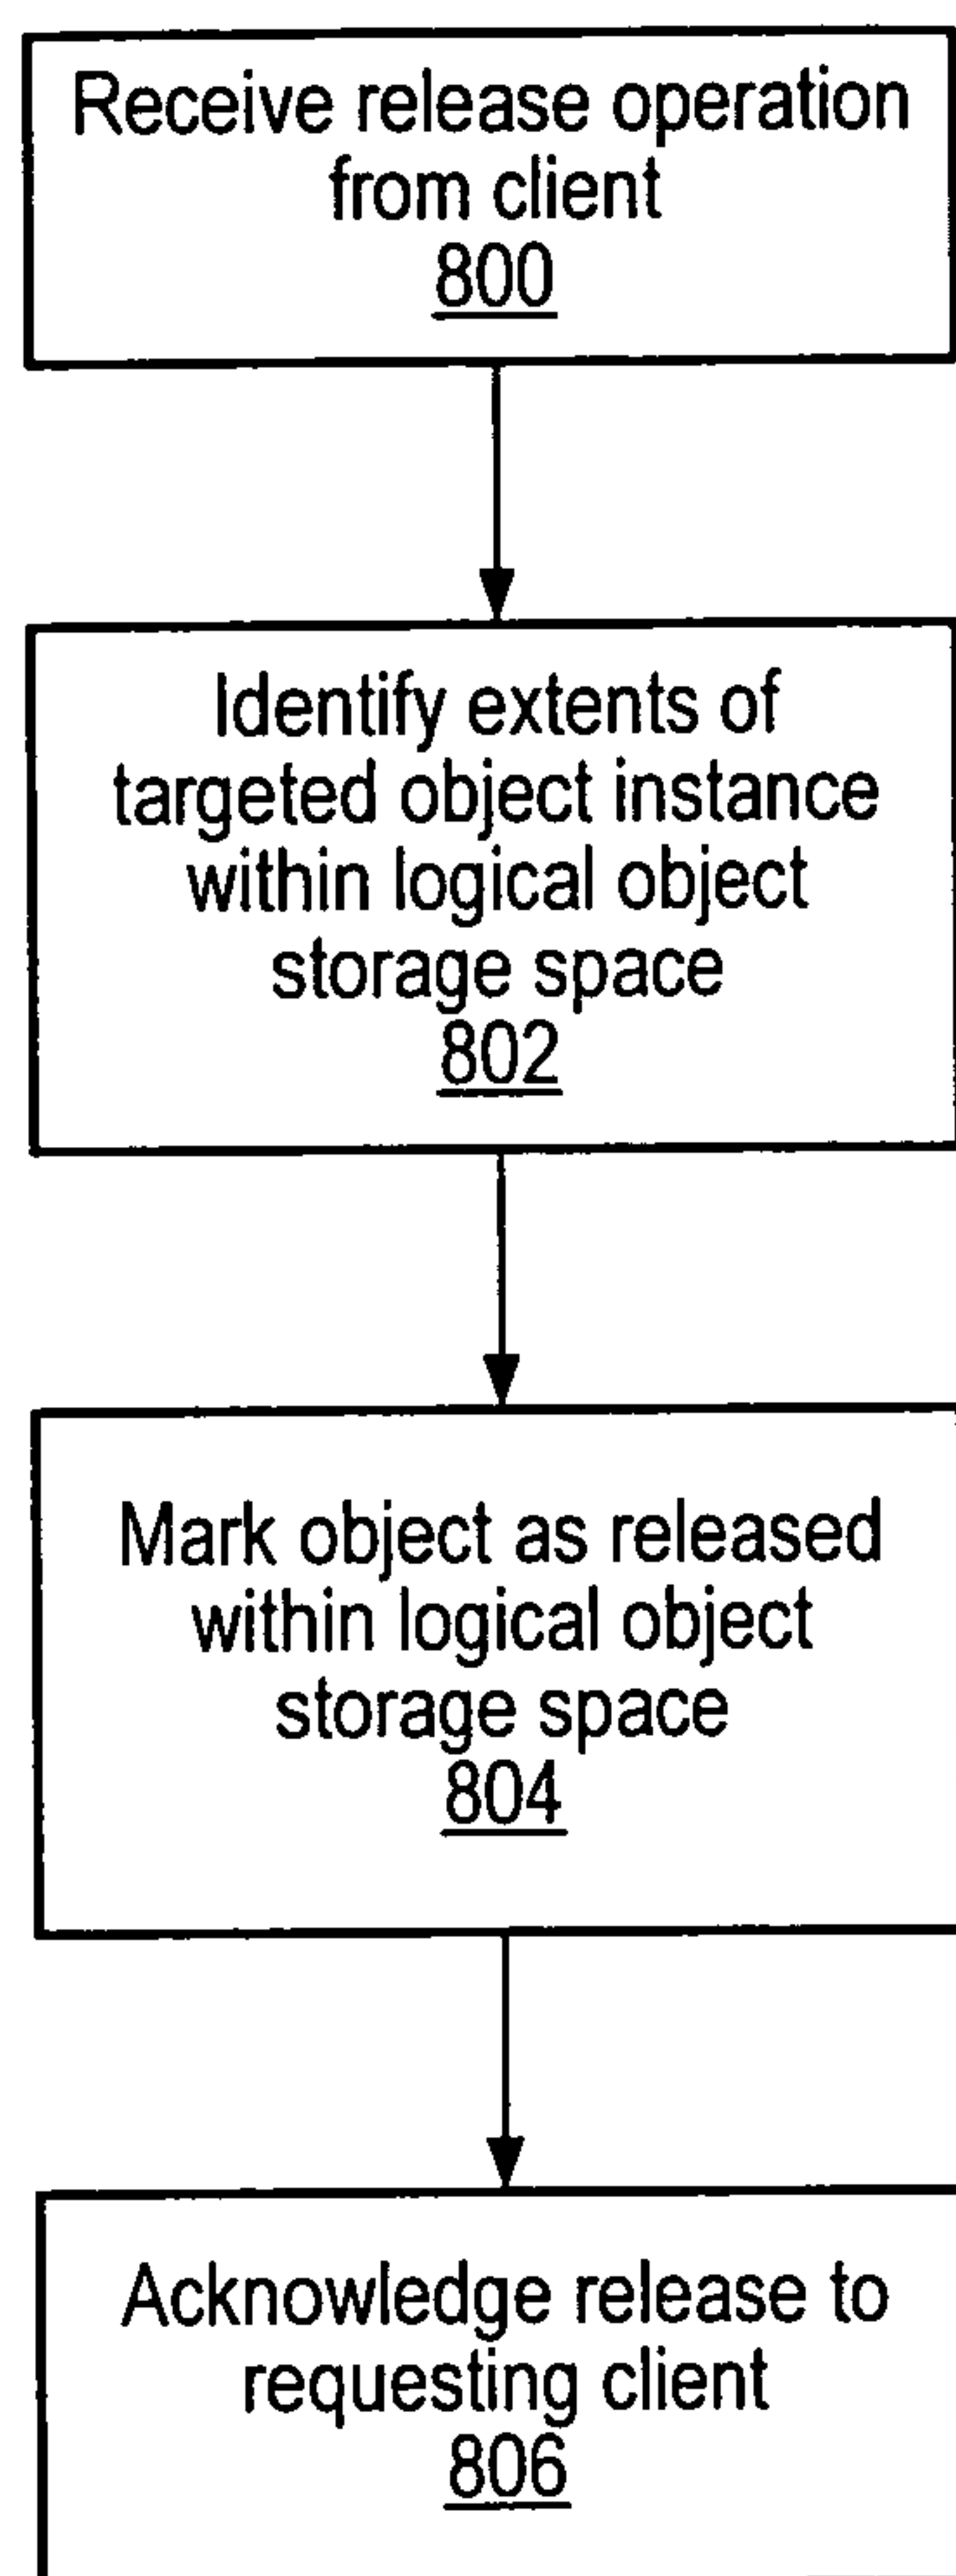 Receive release operation
from client
800
Identify extents of
targeted object instance
within logical object
storage space
802
Mark object as released
within logical object
storage space
804
Acknowledge release to
requesting client
806